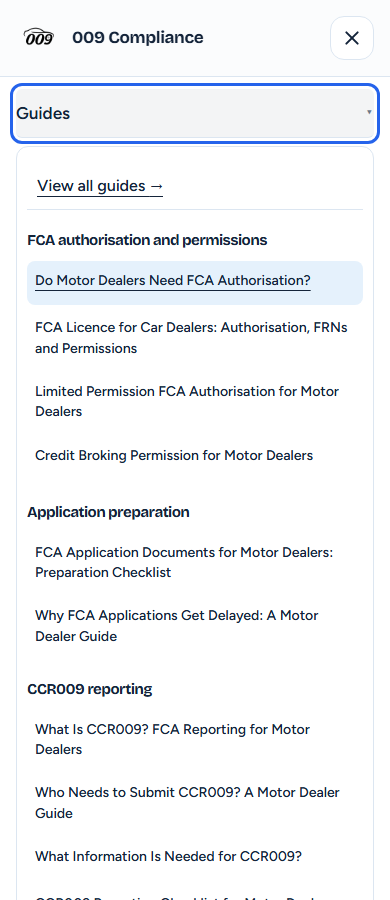 009
009 Compliance
Guides
View all guides →
FCA authorisation and permissions
Do Motor Dealers Need FCA Authorisation?
FCA Licence for Car Dealers: Authorisation, FRNs
and Permissions
Limited Permission FCA Authorisation for Motor
Dealers
Credit Broking Permission for Motor Dealers
Application preparation
FCA Application Documents for Motor Dealers:
Preparation Checklist
Why FCA Applications Get Delayed: A Motor
Dealer Guide
CCR009 reporting
What Is CCR009? FCA Reporting for Motor
Dealers
Who Needs to Submit CCR009? A Motor Dealer
Guide
What Information Is Needed for CCR009?